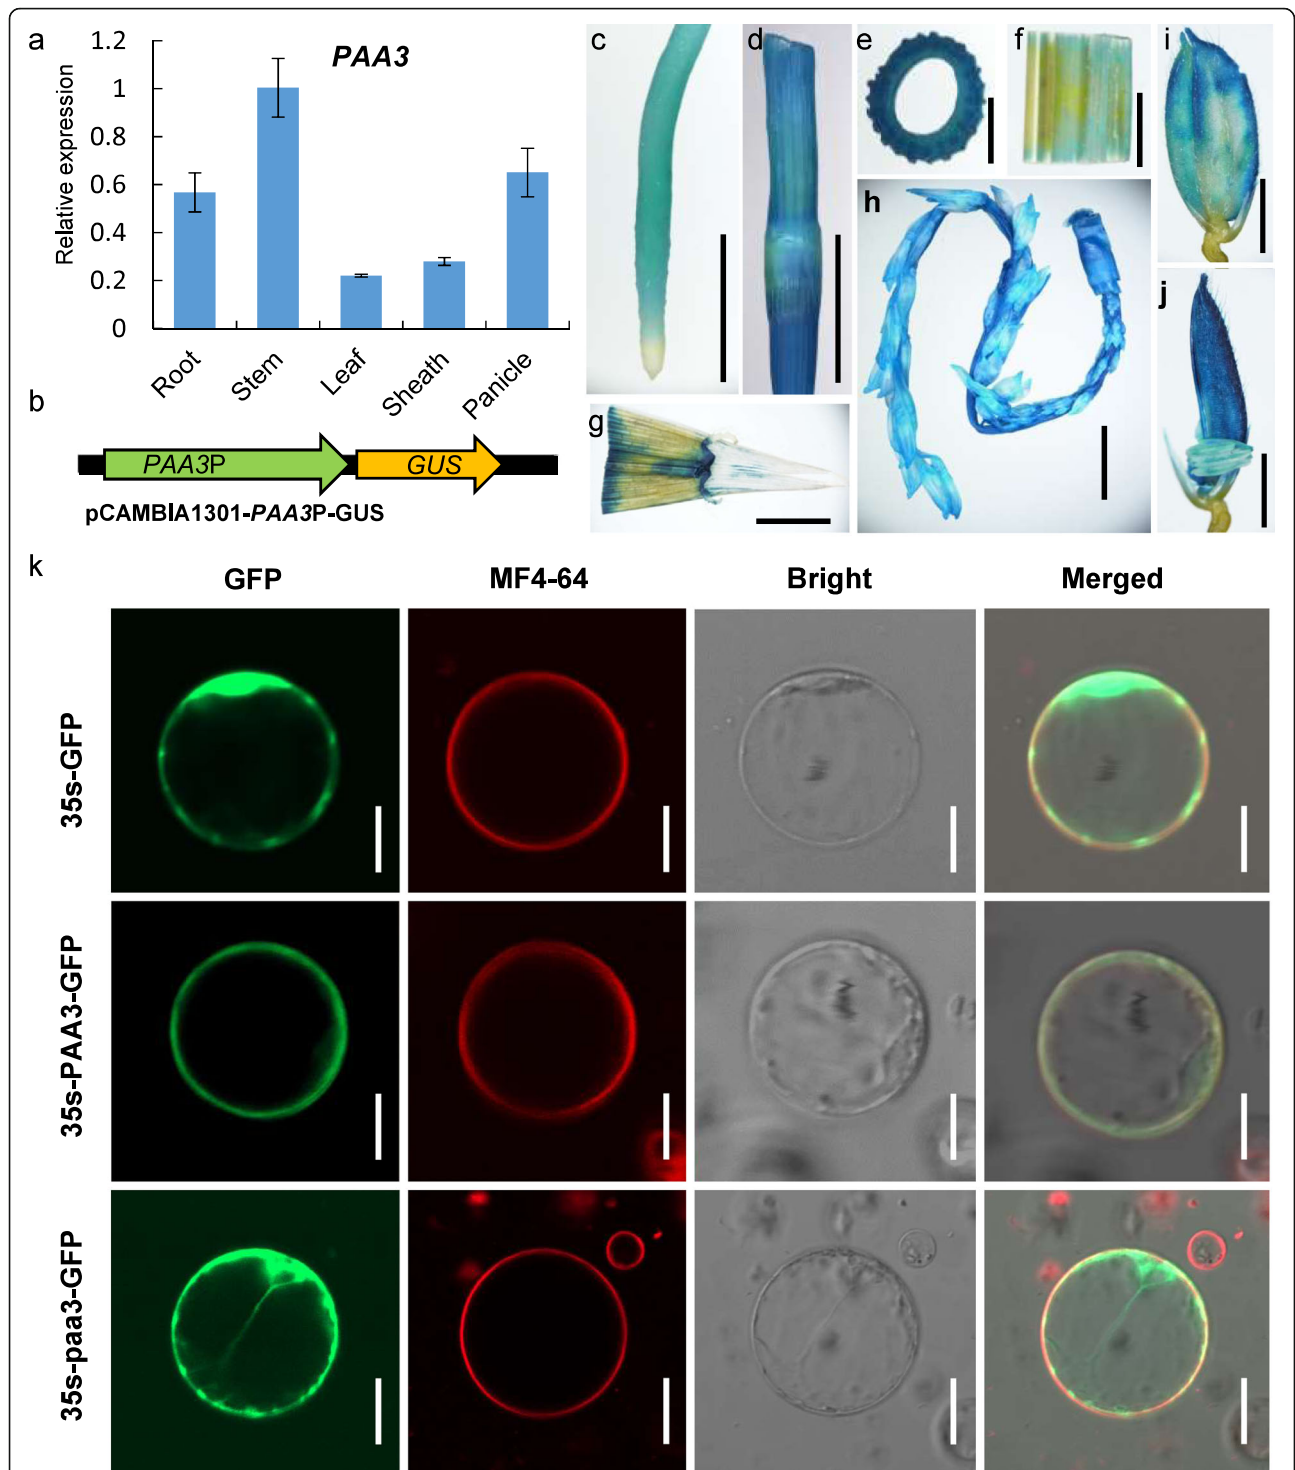 a
PAA3
1.2
1
0.8
0.6
0.4
0.2
0
Relative expression
Root
Stem
Leaf
Sheath
Panicle
b
PAA3P
GUS
pCAMBIA1301-PAA3P-GUS
c
d
e
f
g
h
i
j
k
GFP
MF4-64
Bright
Merged
35s-GFP
35s-PAA3-GFP
35s-paa3-GFP